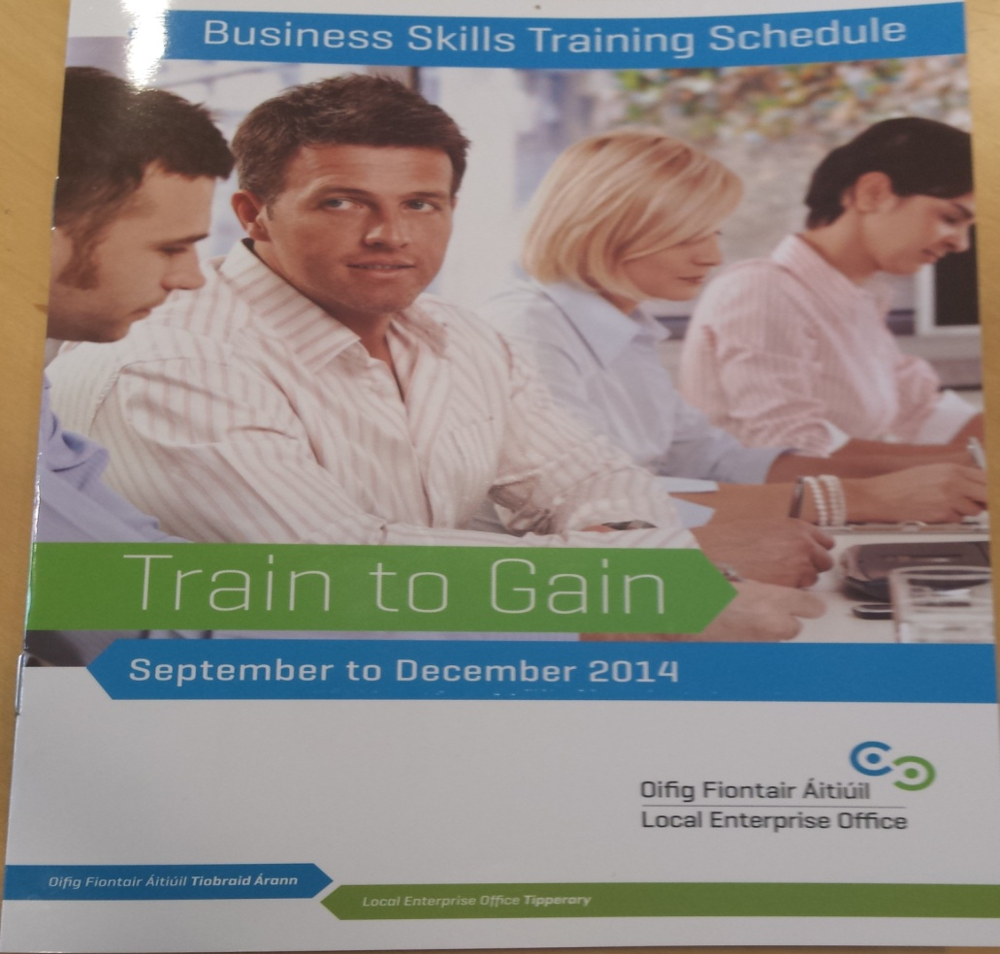 Business Skills Training Schedule
Train to Gain
September to December 2014
Oifig Fiontair Áitiúil
Local Enterprise Office
Oifig Fiontair Áitiúil Tiobraid Árann
Local Enterprise Office Tipperary